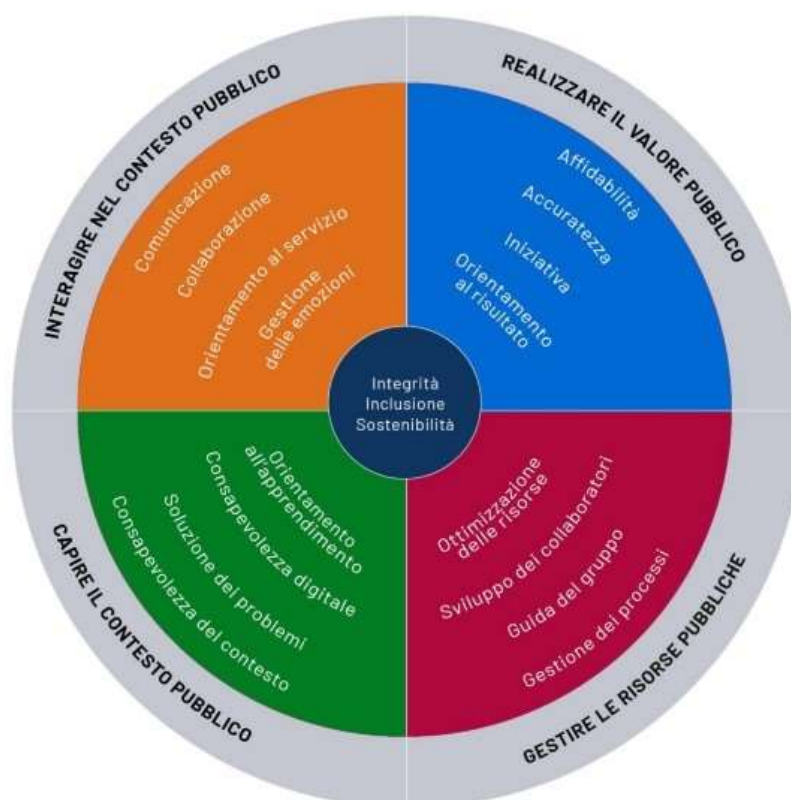 INTERAGIRE NEL CONTESTO PUBBLICO
Comunicazione
Collaborazione
Orientamento al servizio
Gestione
delle emozioni
REALIZZARE IL VALORE PUBBLICO
Affidabilità
Accuratezza
Iniziativa
Orientamento
al risultato
Integrità
Inclusione
Sostenibilità
CAPIRE IL CONTESTO PUBBLICO
Orientamento
all'apprendimento
Consapevolezza digitale
Soluzione dei problemi
Consapevolezza del contesto
GESTIRE LE RISORSE PUBBLICHE
Ottimizzazione
delle risorse
Sviluppo dei collaboratori
Guida del gruppo
Gestione dei processi